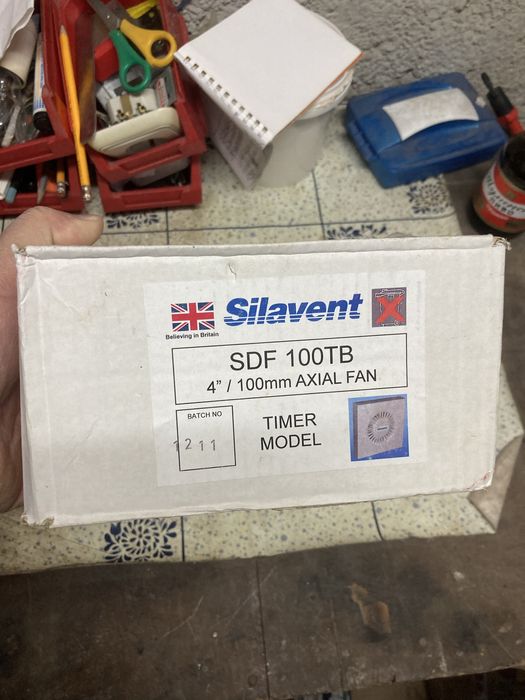 Silavent
Believing in Britain
SDF 100TB
4" / 100mm AXIAL FAN
BATCH NO
1211
TIMER
MODEL